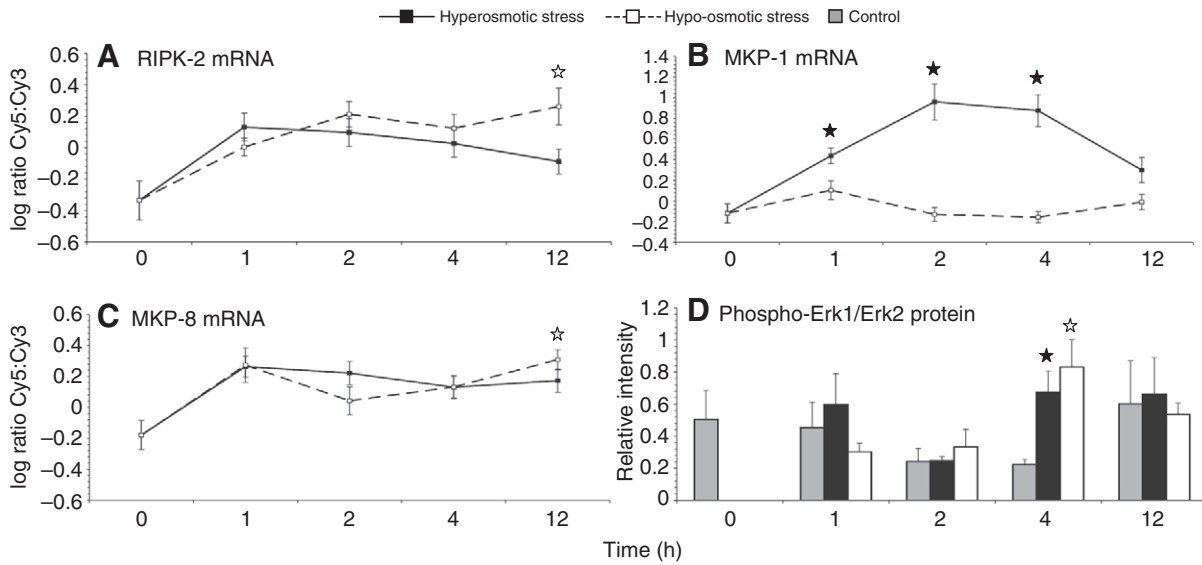 Hyperosmotic stress Hypo-osmotic stress Control
A RIPK-2 mRNA
0.6
0.4
0.2
0
–0.2
–0.4
–0.6
log ratio Cy5:Cy3
0 1 2 4 12
B MKP-1 mRNA
1.4
1.2
1
0.8
0.6
0.4
0.2
0
–0.2
–0.4
0 1 2 4 12
C MKP-8 mRNA
0.6
0.4
0.2
0
–0.2
–0.4
–0.6
log ratio Cy5:Cy3
0 1 2 4 12
D Phospho-Erk1/Erk2 protein
1.2
1
0.8
0.6
0.4
0.2
0
Relative intensity
0 1 2 4 12
Time (h)